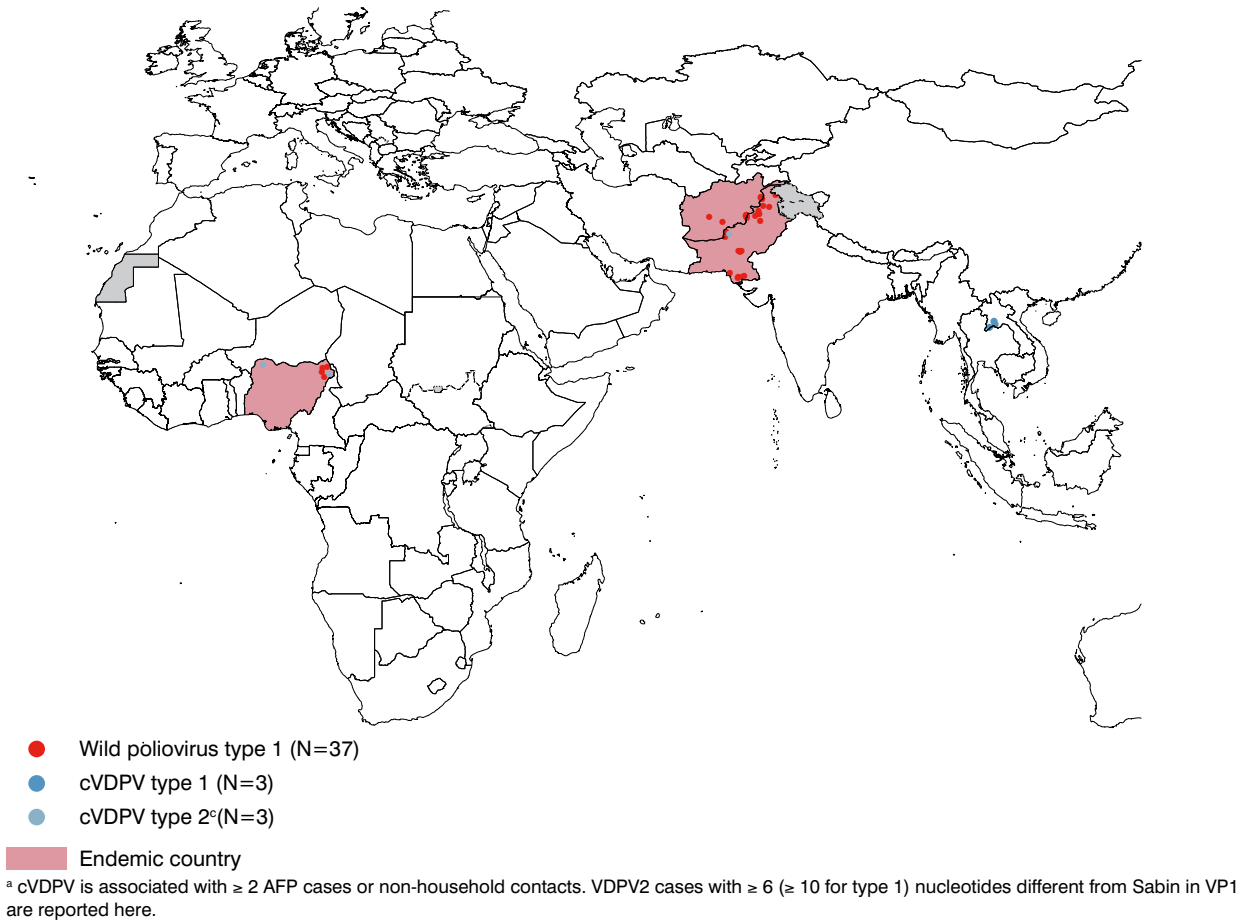 Wild poliovirus type 1 (N=37)
cVDPV type 1 (N=3)
cVDPV type 2ᶜ(N=3)
Endemic country
ᵃ cVDPV is associated with ≥ 2 AFP cases or non-household contacts. VDPV2 cases with ≥ 6 (≥ 10 for type 1) nucleotides different from Sabin in VP1
are reported here.